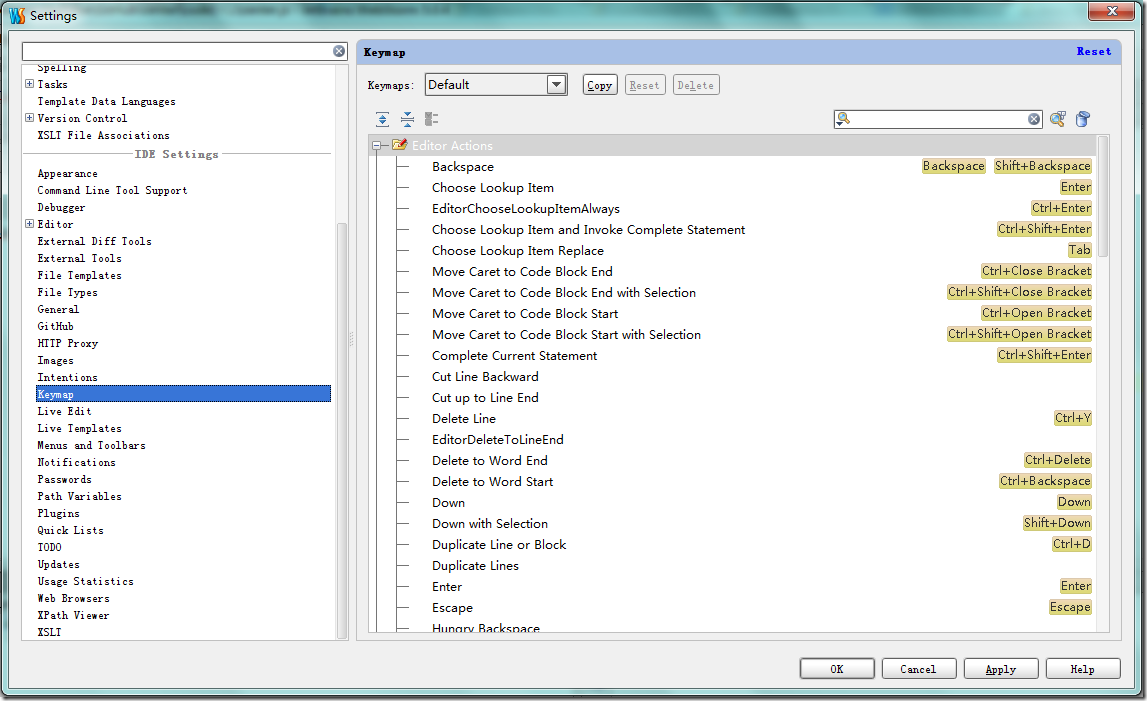 Settings
Spelling
Tasks
Template Data Languages
Version Control
XSLT File Associations
IDE Settings
Appearance
Command Line Tool Support
Debugger
Editor
External Diff Tools
External Tools
File Templates
File Types
General
GitHub
HTTP Proxy
Images
Intentions
Keymap
Live Edit
Live Templates
Menus and Toolbars
Notifications
Passwords
Path Variables
Plugins
Quick Lists
TODO
Updates
Usage Statistics
Web Browsers
XPath Viewer
XSLT
Keymap Reset
Keymaps: Default Copy Reset Delete
Editor Actions
Backspace Backspace Shift+Backspace
Choose Lookup Item Enter
EditorChooseLookupItemAlways Ctrl+Enter
Choose Lookup Item and Invoke Complete Statement Ctrl+Shift+Enter
Choose Lookup Item Replace Tab
Move Caret to Code Block End Ctrl+Close Bracket
Move Caret to Code Block End with Selection Ctrl+Shift+Close Bracket
Move Caret to Code Block Start Ctrl+Open Bracket
Move Caret to Code Block Start with Selection Ctrl+Shift+Open Bracket
Complete Current Statement Ctrl+Shift+Enter
Cut Line Backward
Cut up to Line End
Delete Line Ctrl+Y
EditorDeleteToLineEnd
Delete to Word End Ctrl+Delete
Delete to Word Start Ctrl+Backspace
Down Down
Down with Selection Shift+Down
Duplicate Line or Block Ctrl+D
Duplicate Lines
Enter Enter
Escape Escape
Hungry Backspace
OK Cancel Apply Help